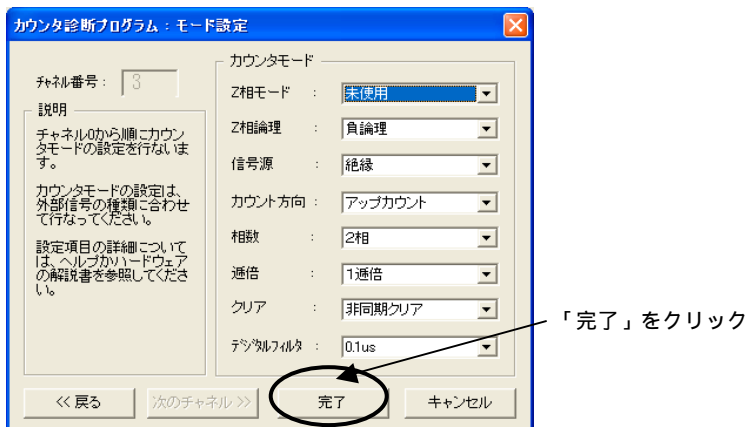 カウンタ診断プログラム：モード設定
チャネル番号： 3
説明
チャネル0から順にカウン
タモードの設定を行ないま
す。
カウンタモードの設定は、
外部信号の種類に合わせ
て行なってください。
設定項目の詳細について
は、ヘルプかハードウェア
の解説書を参照してくださ
い。
カウンタモード
Z相モード ： 未使用
Z相論理 ： 負論理
信号源 ： 絶縁
カウント方向： アップカウント
相数 ： 2相
逓倍 ： 1逓倍
クリア ： 非同期クリア
デジタルフィルタ ： 0.1us
「完了」をクリック
<< 戻る 次のチャネル >> 完了 キャンセル